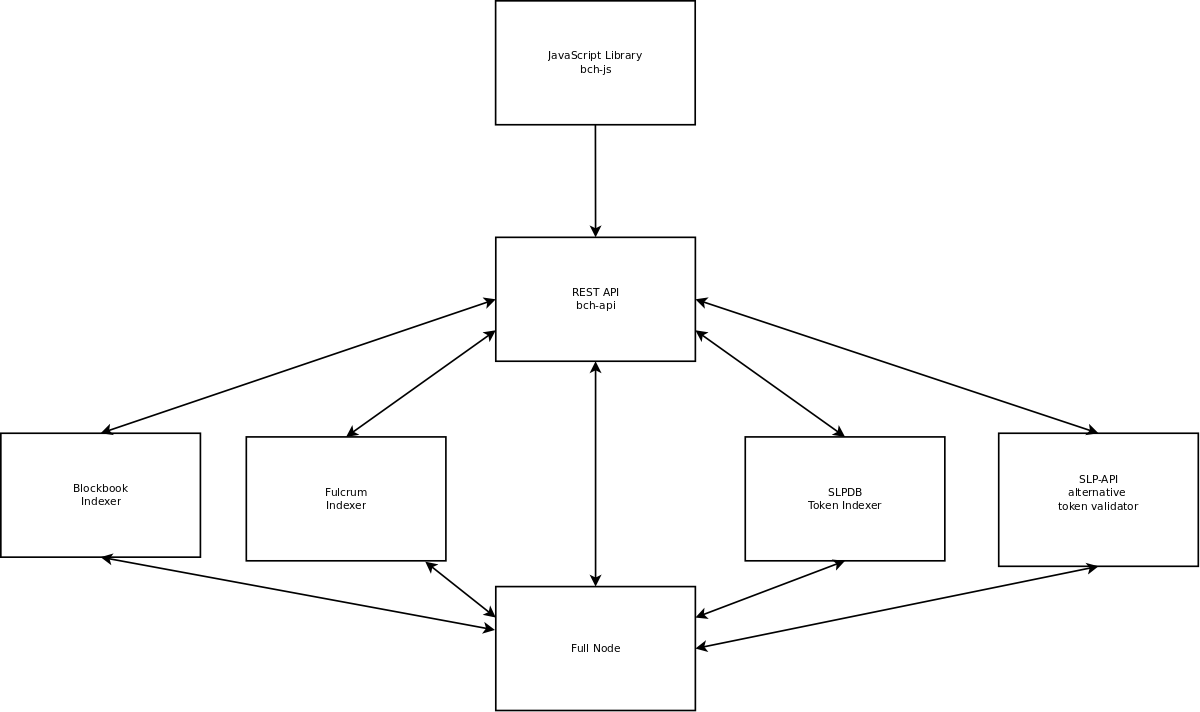 JavaScript Library
bch-js
REST API
bch-api
Blockbook
Indexer
Fulcrum
Indexer
SLPDB
Token Indexer
SLP-API
alternative
token validator
Full Node